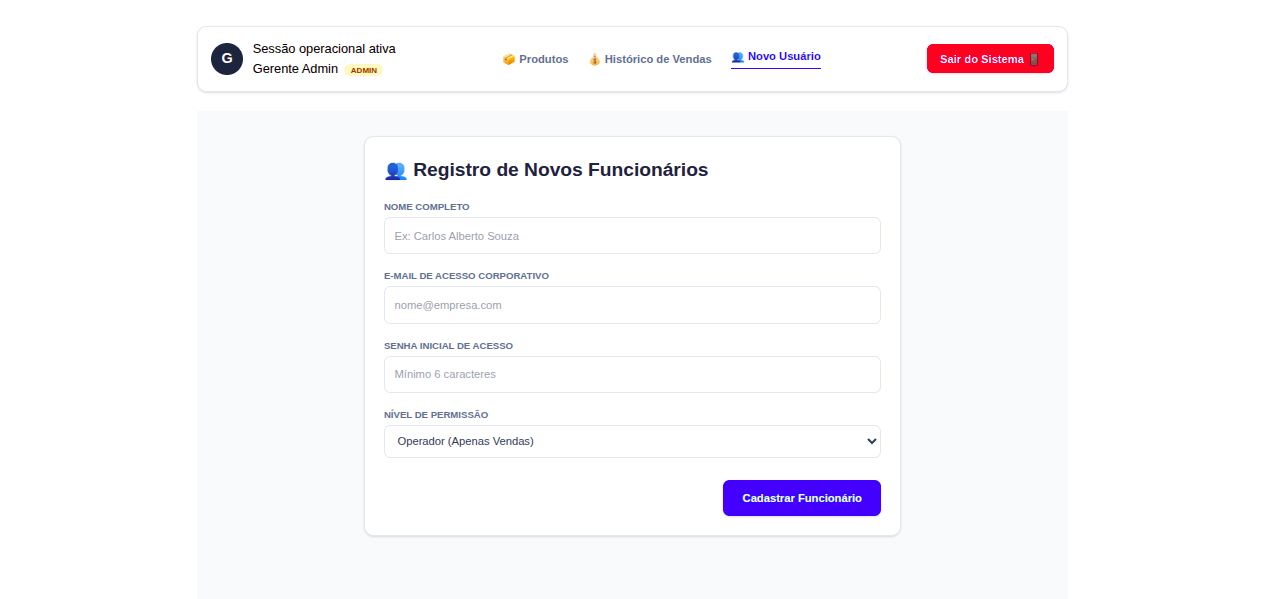 G
Sessão operacional ativa
Gerente Admin ADMIN
📦 Produtos
💰 Histórico de Vendas
👥 Novo Usuário
Sair do Sistema 🚪
👥 Registro de Novos Funcionários
NOME COMPLETO
Ex: Carlos Alberto Souza
E-MAIL DE ACESSO CORPORATIVO
nome@empresa.com
SENHA INICIAL DE ACESSO
Mínimo 6 caracteres
NÍVEL DE PERMISSÃO
Operador (Apenas Vendas)
Cadastrar Funcionário